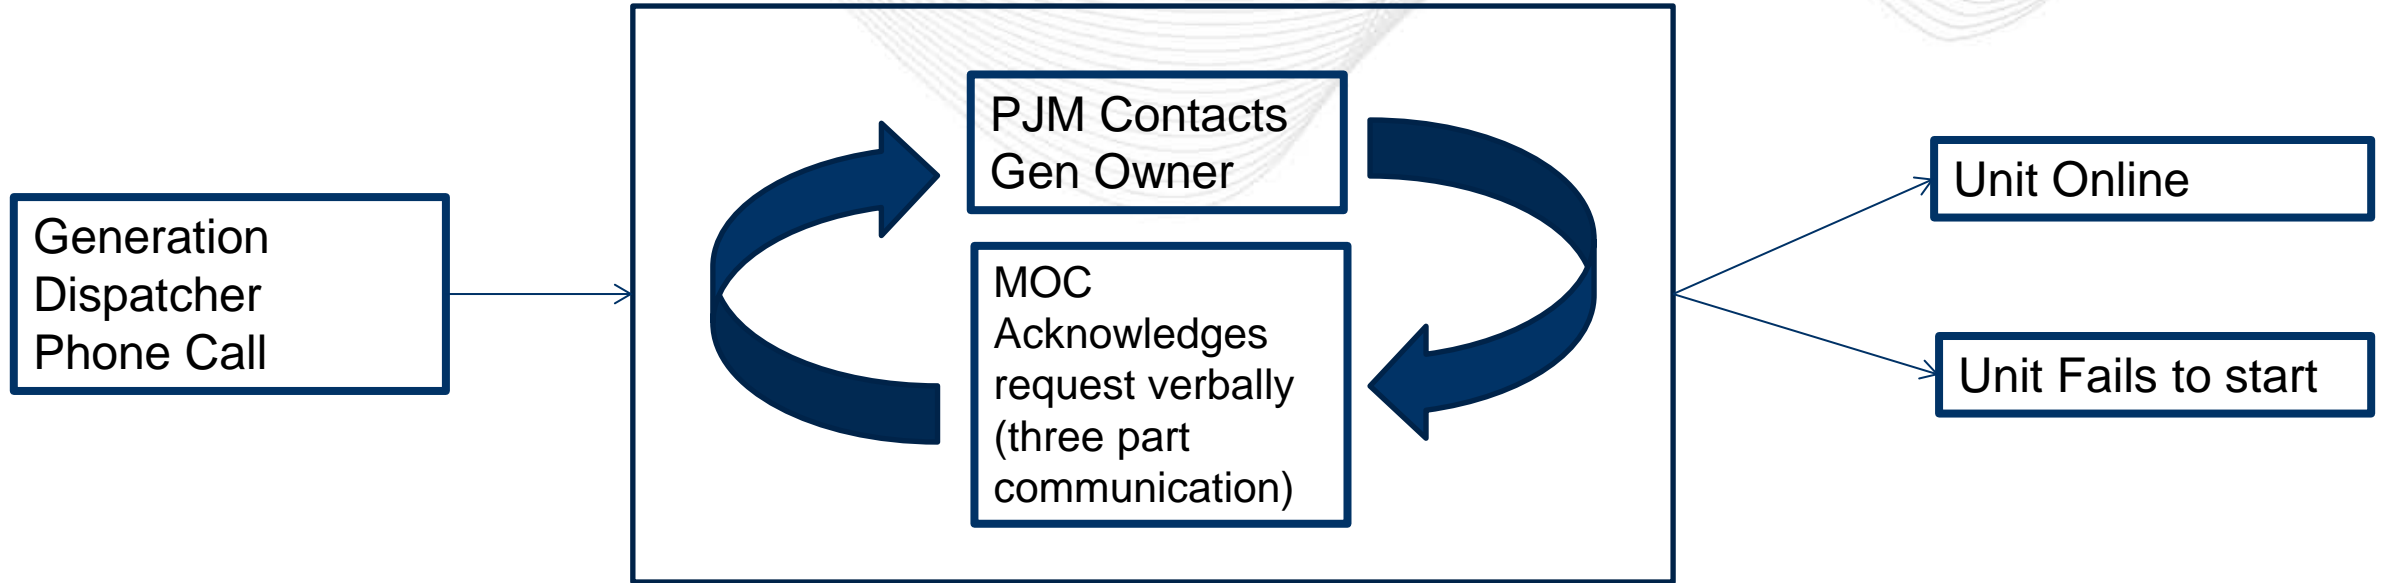 Generation
Dispatcher
Phone Call
PJM Contacts
Gen Owner
MOC
Acknowledges
request verbally
(three part
communication)
Unit Online
Unit Fails to start